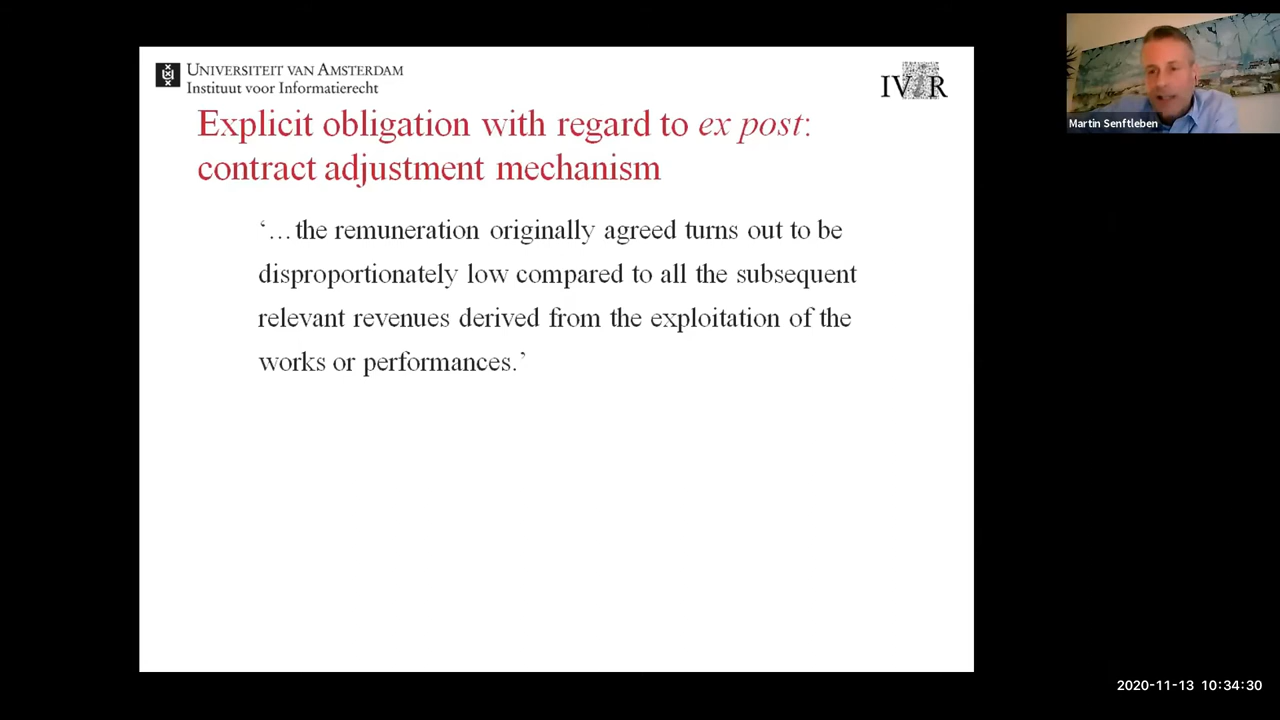 UNIVERSITEIT VAN AMSTERDAM
Instituut voor Informatierecht
IViR
Explicit obligation with regard to ex post:
contract adjustment mechanism
‘…the remuneration originally agreed turns out to be
disproportionately low compared to all the subsequent
relevant revenues derived from the exploitation of the
works or performances.’
Martin Senftleben
2020-11-13 10:34:30